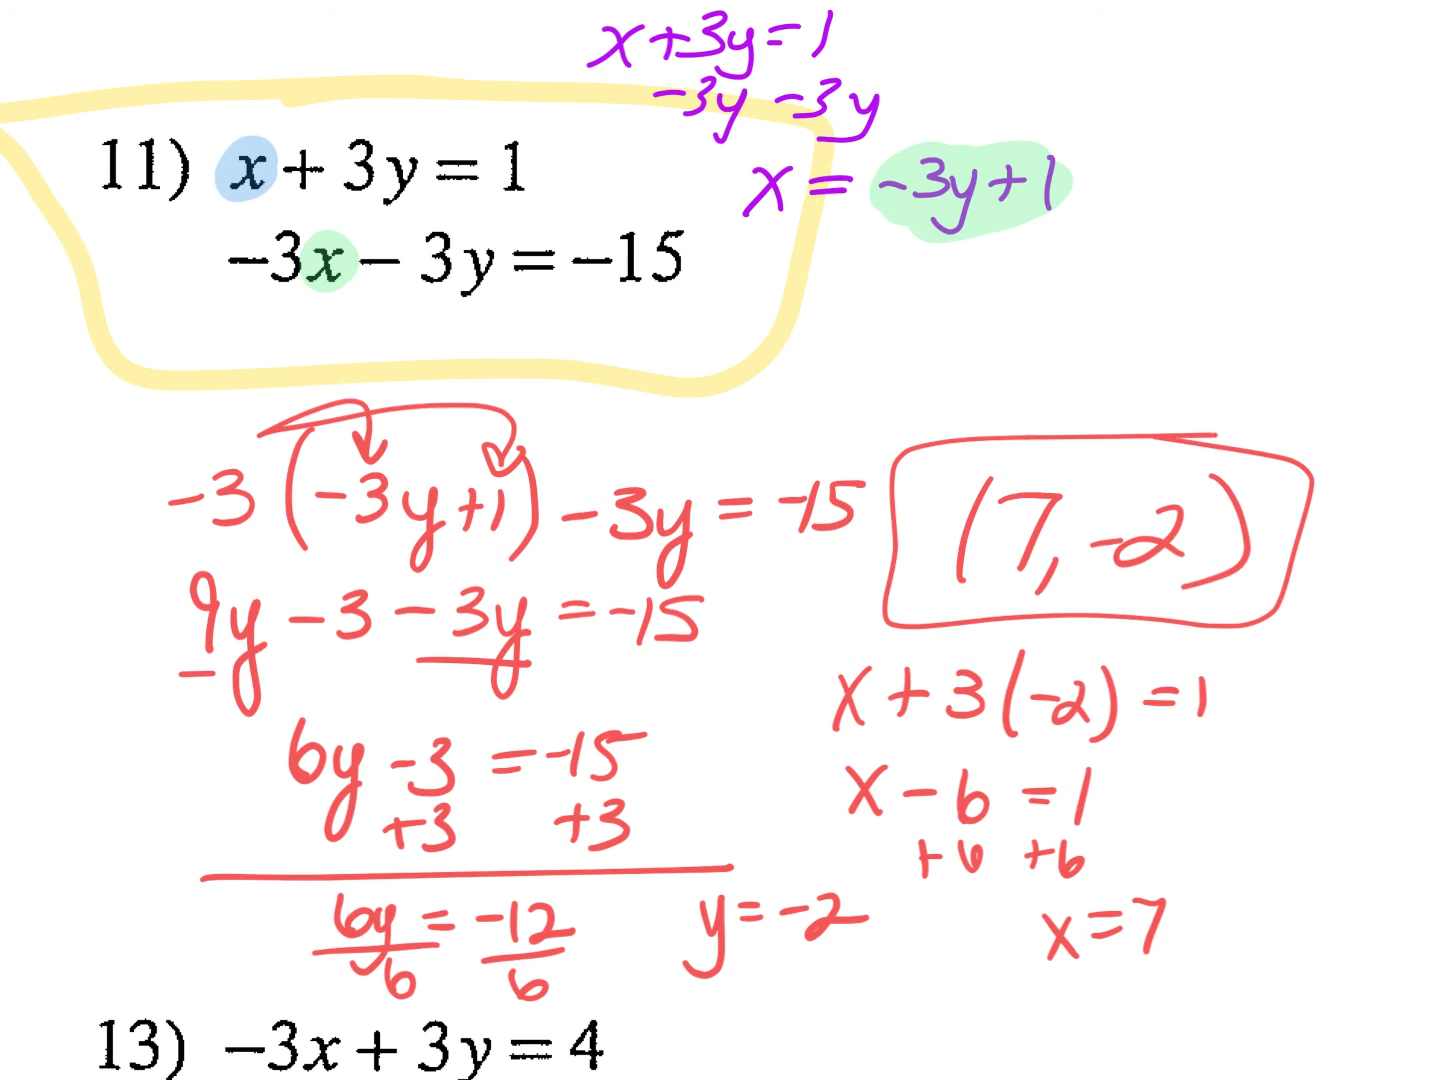 x+3y=1
-3y -3y
x = -3y+1
11) x + 3y = 1
-3x - 3y = -15
-3(-3y+1) -3y = -15
9y -3 -3y = -15
6y -3 = -15
+3 +3
6y = -12
6 6
y = -2
(7, -2)
x + 3(-2) = 1
x - 6 = 1
+6 +6
x = 7
13) -3x + 3y = 4